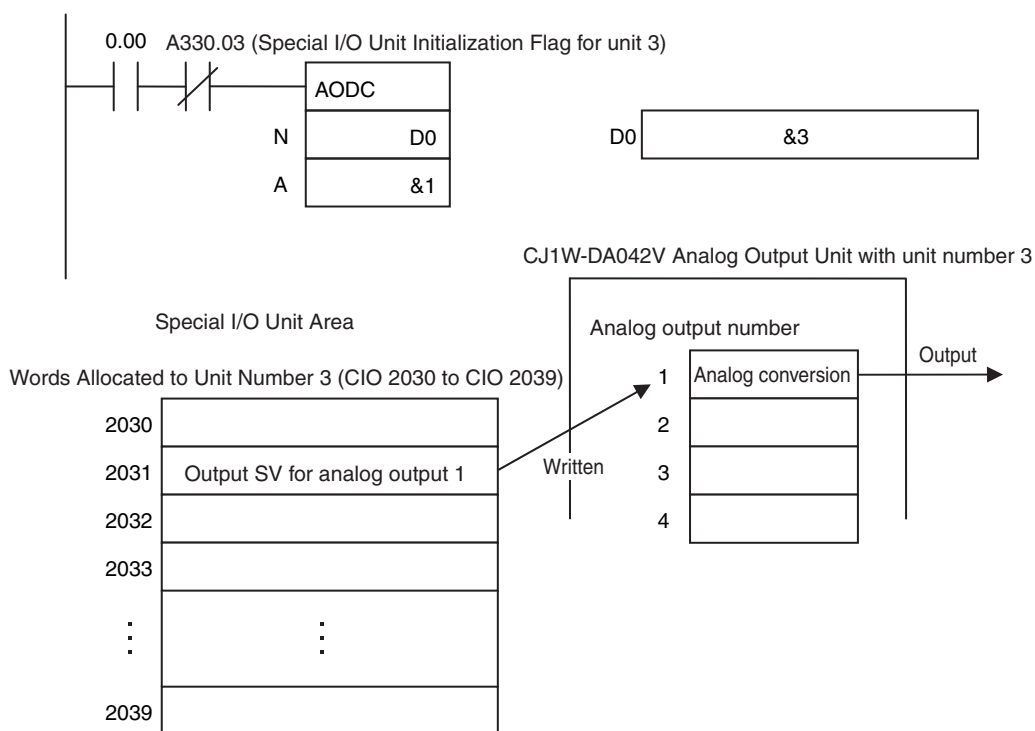 0.00 A330.03 (Special I/O Unit Initialization Flag for unit 3)
AODC
N D0
D0 &3
A &1
CJ1W-DA042V Analog Output Unit with unit number 3
Special I/O Unit Area
Analog output number
Output
Words Allocated to Unit Number 3 (CIO 2030 to CIO 2039)
1 Analog conversion
2030
2
2031 Output SV for analog output 1
Written
3
2032
4
2033
⋮ ⋮
2039